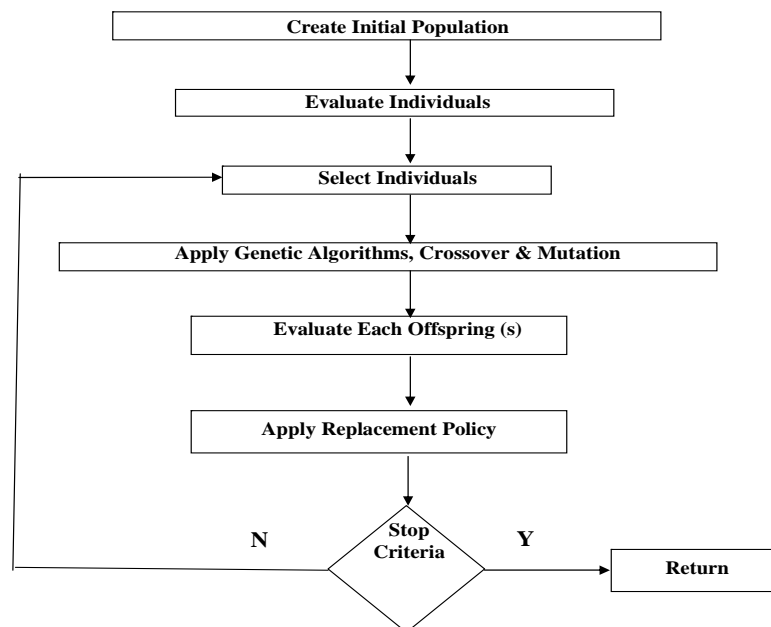 Create Initial Population
Evaluate Individuals
Select Individuals
Apply Genetic Algorithms, Crossover & Mutation
Evaluate Each Offspring (s)
Apply Replacement Policy
N
Stop
Criteria
Y
Return